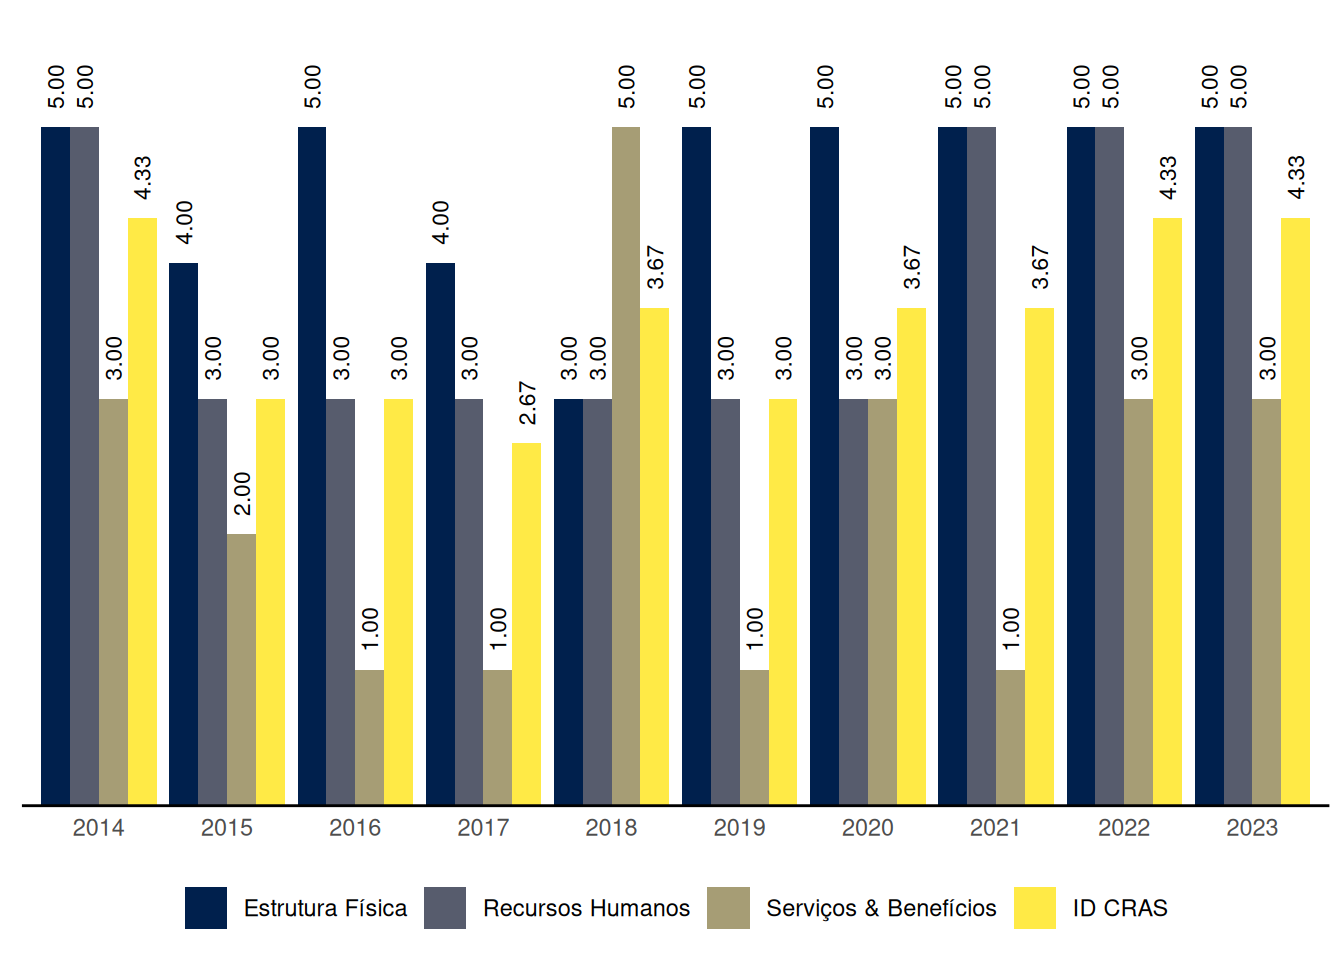 5.00 5.00 3.00 4.33
4.00 3.00 2.00 3.00
5.00 3.00 1.00 3.00
4.00 3.00 1.00 2.67
3.00 3.00 5.00 3.67
5.00 3.00 1.00 3.00
5.00 3.00 3.00 3.67
5.00 5.00 1.00 3.67
5.00 5.00 3.00 4.33
5.00 5.00 3.00 4.33
2014 2015 2016 2017 2018 2019 2020 2021 2022 2023
Estrutura Física Recursos Humanos Serviços & Benefícios ID CRAS